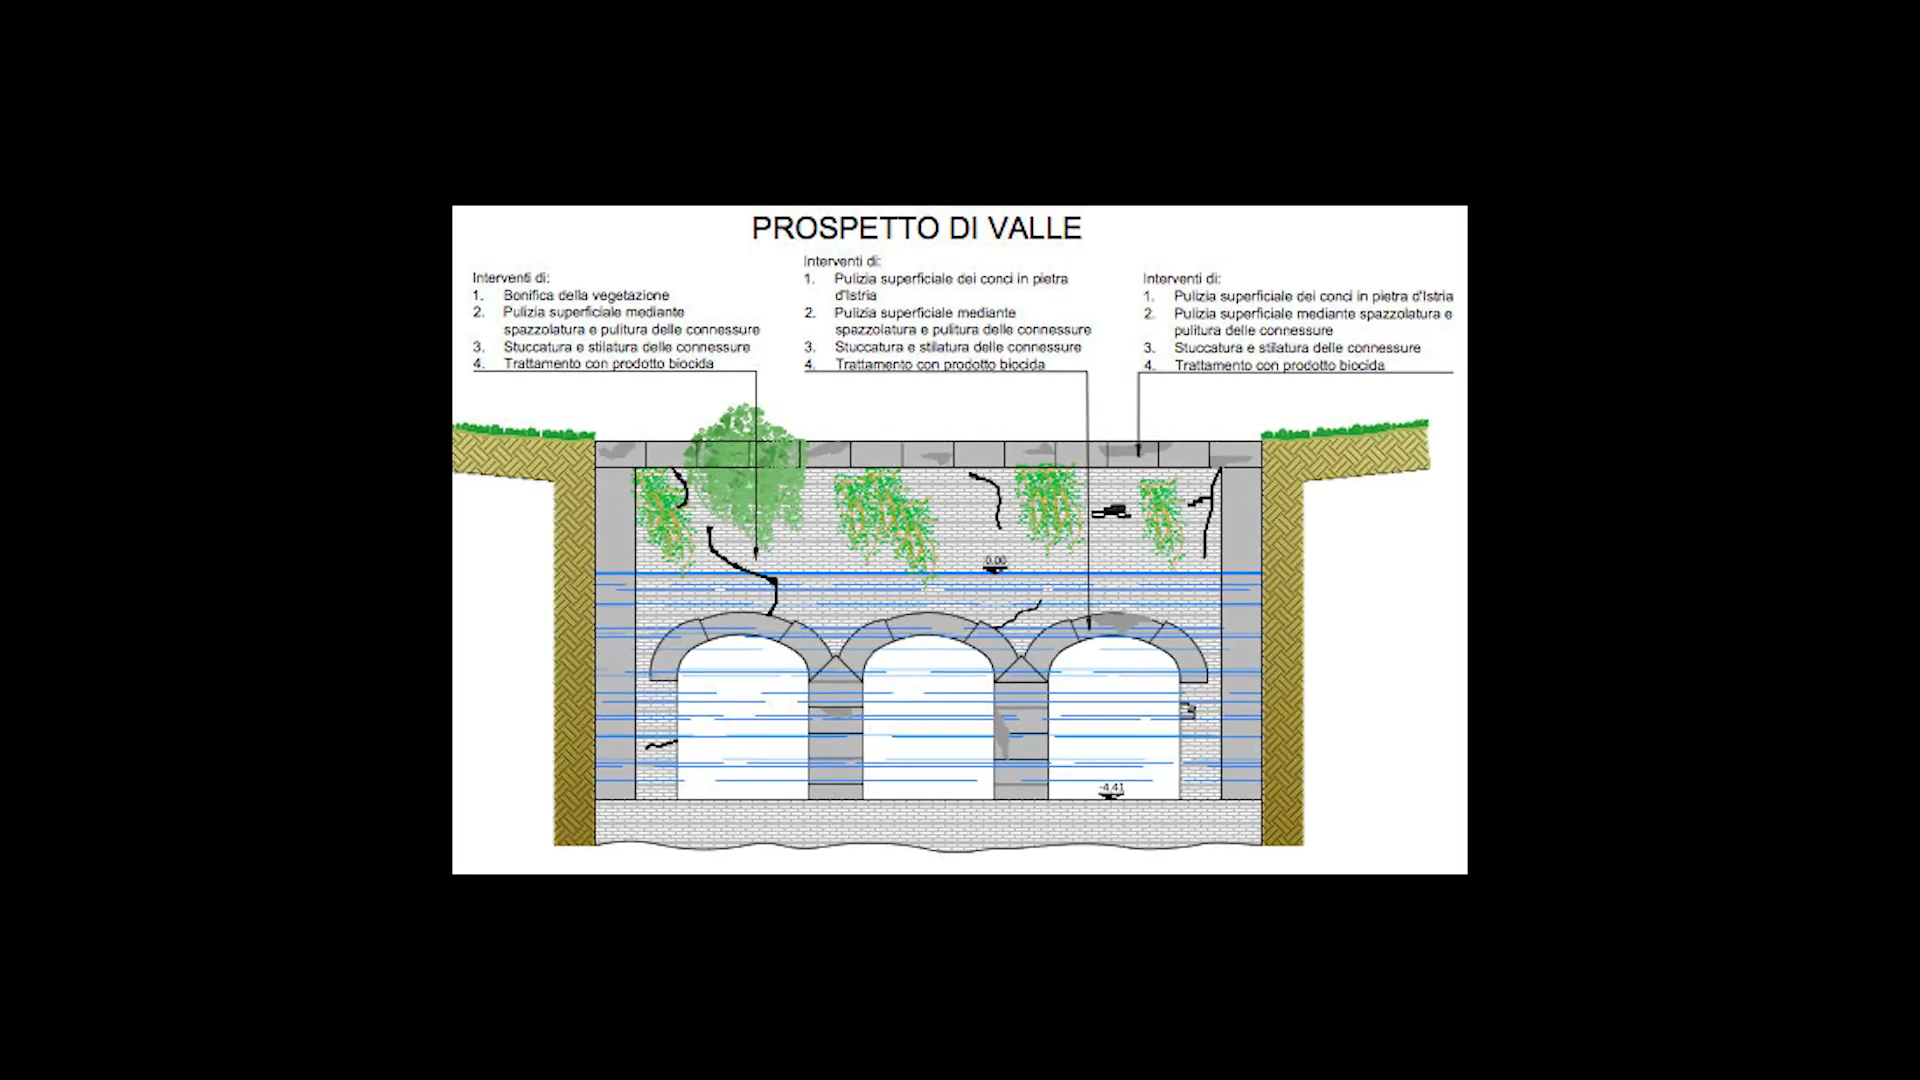 PROSPETTO DI VALLE
Interventi di:
1. Bonifica della vegetazione
2. Pulizia superficiale mediante
spazzolatura e pulitura delle connessure
3. Stuccatura e stilatura delle connessure
4. Trattamento con prodotto biocida
Interventi di:
1. Pulizia superficiale dei conci in pietra
d'Istria
2. Pulizia superficiale mediante
spazzolatura e pulitura delle connessure
3. Stuccatura e stilatura delle connessure
4. Trattamento con prodotto biocida
Interventi di:
1. Pulizia superficiale dei conci in pietra d'Istria
2. Pulizia superficiale mediante spazzolatura e
pulitura delle connessure
3. Stuccatura e stilatura delle connessure
4. Trattamento con prodotto biocida
0.00
-4.41